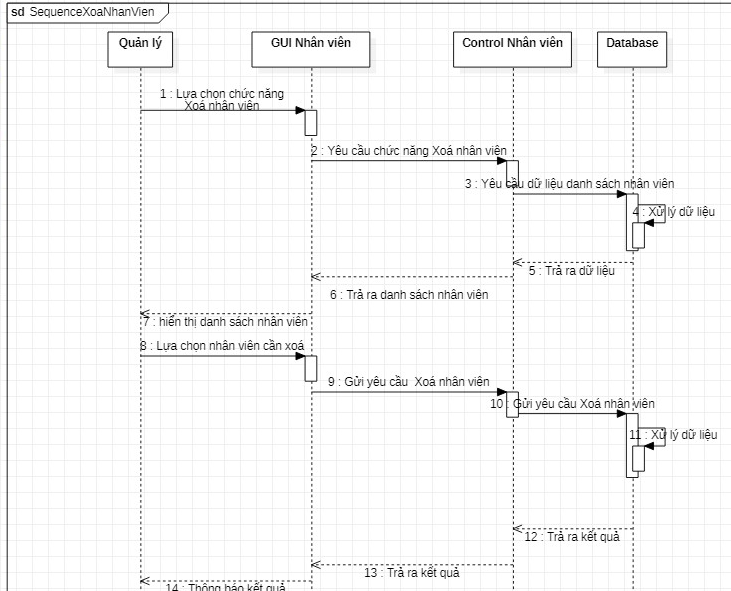 sd SequenceXoaNhanVien
Quản lý
GUI Nhân viên
Control Nhân viên
Database
1 : Lựa chọn chức năng
Xoá nhân viên
2 : Yêu cầu chức năng Xoá nhân viên
3 : Yêu cầu dữ liệu danh sách nhân viên
4 : Xử lý dữ liệu
5 : Trả ra dữ liệu
6 : Trả ra danh sách nhân viên
7 : hiển thị danh sách nhân viên
8 : Lựa chọn nhân viên cần xoá
9 : Gửi yêu cầu  Xoá nhân viên
10 : Gửi yêu cầu Xoá nhân viên
11 : Xử lý dữ liệu
12 : Trả ra kết quả
13 : Trả ra kết quả
14 : Thông báo kết quả